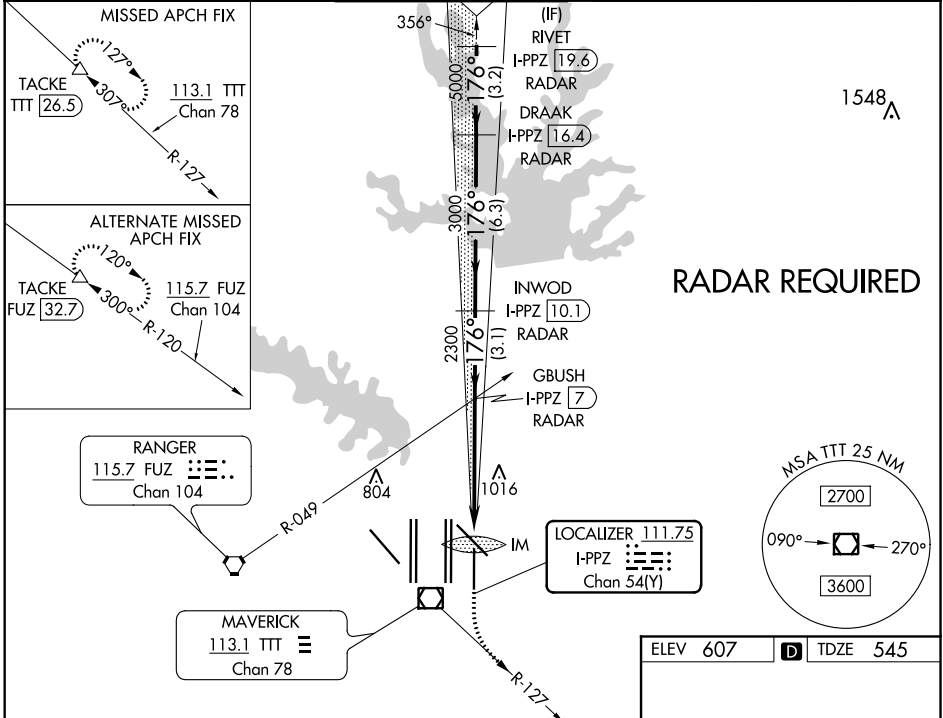 MISSED APCH FIX
127°
TACKE
TTT 26.5
307°
113.1 TTT
Chan 78
R-127
ALTERNATE MISSED
APCH FIX
120°
TACKE
FUZ 32.7
300°
115.7 FUZ
Chan 104
R-120
356°
(IF)
RIVET
I-PPZ 19.6
RADAR
5000
176°
(3.2)
DRAAK
I-PPZ 16.4
RADAR
3000
176°
(6.3)
INWOD
I-PPZ 10.1
RADAR
2300
176°
(3.1)
GBUSH
I-PPZ 7
RADAR
1548
RADAR REQUIRED
RANGER
115.7 FUZ
Chan 104
R-049
804
1016
IM
LOCALIZER 111.75
I-PPZ
Chan 54(Y)
MAVERICK
113.1 TTT
Chan 78
R-127
MSA TTT 25 NM
2700
090°
270°
3600
ELEV 607 D TDZE 545